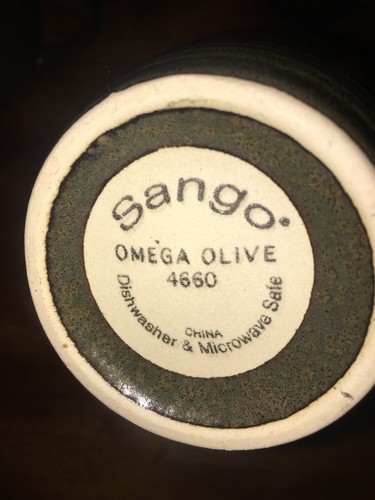 Sango
OMEGA OLIVE
4660
CHINA
Dishwasher & Microwave Safe